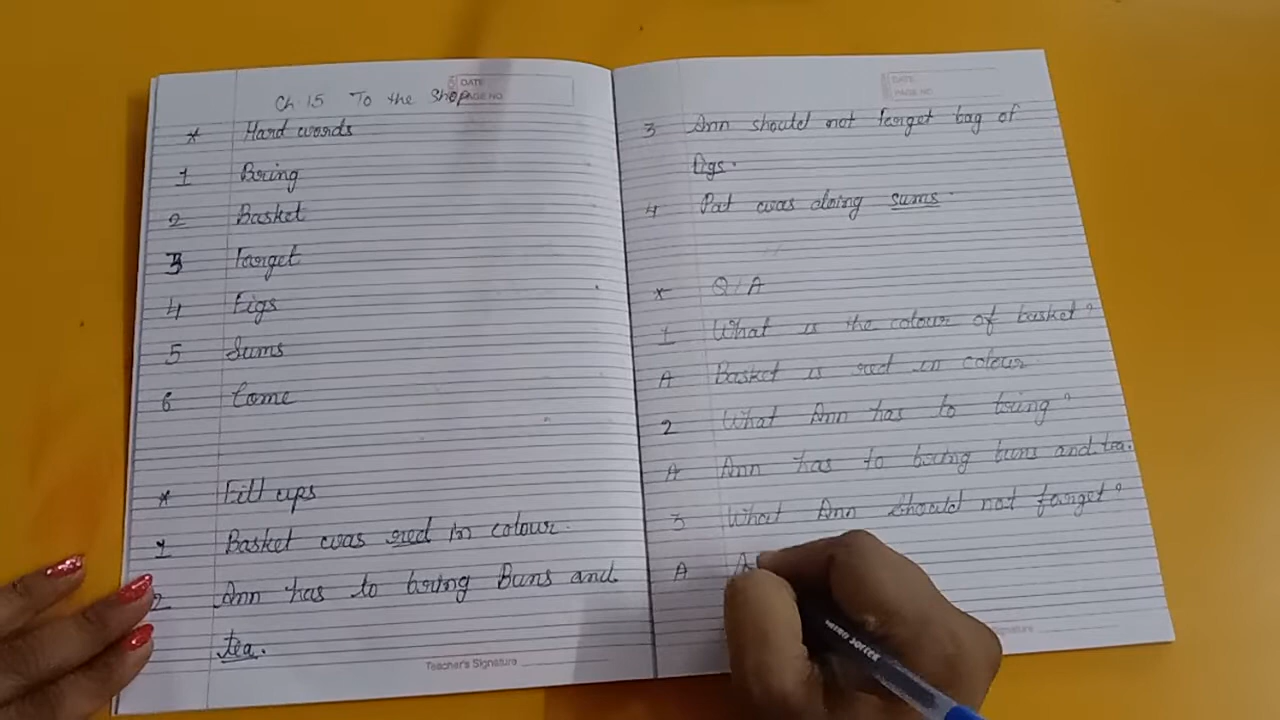 DATE
PAGE NO.
Ch 15 To the Shop
* Hard words
1 Bring
2 Basket
3 Forget
4 Figs
5 Sums
6 Come
* Fill ups
1 Basket was red in colour.
2 Ann has to bring Buns and
tea.
Teacher's Signature
DATE
PAGE NO.
3 Ann should not forget bag of
figs.
4 Pat was doing sums.
* Q/A
1 What is the colour of basket?
A Basket is red in colour
2 What Ann has to bring?
A Ann has to bring buns and tea.
3 What Ann should not forget?
A
Signature